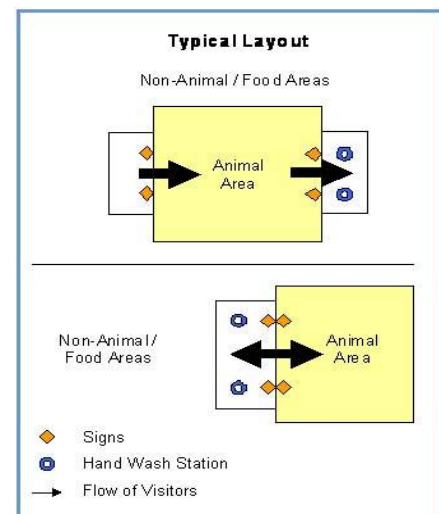 Typical Layout
Non-Animal / Food Areas
Animal
Area
Non-Animal /
Food Areas
Animal
Area
Signs
Hand Wash Station
Flow of Visitors